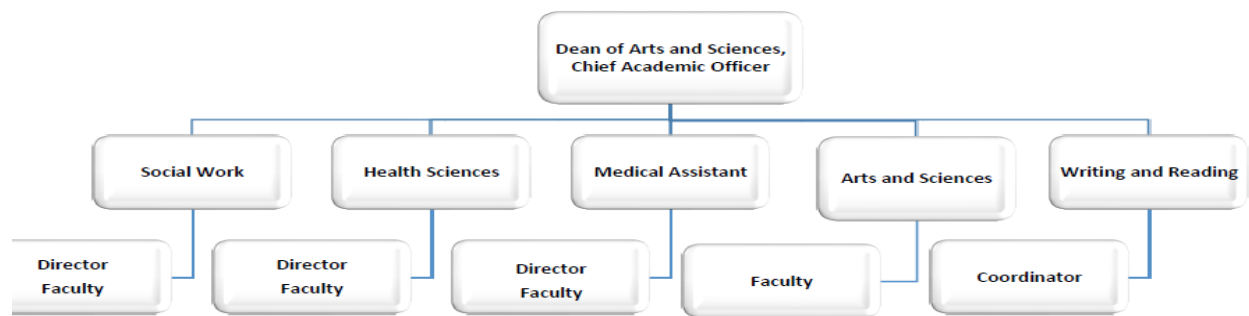 Dean of Arts and Sciences,
Chief Academic Officer
Social Work
Health Sciences
Medical Assistant
Arts and Sciences
Writing and Reading
Director
Faculty
Director
Faculty
Director
Faculty
Faculty
Coordinator